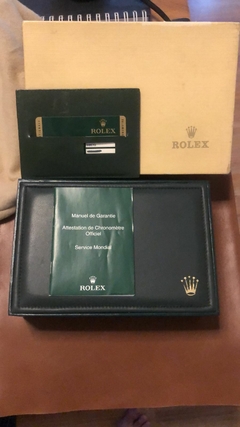 ROLEX
ROLEX
Manuel de Garantie
Attestation de Chronomètre
Officiel
Service Mondial
ROLEX